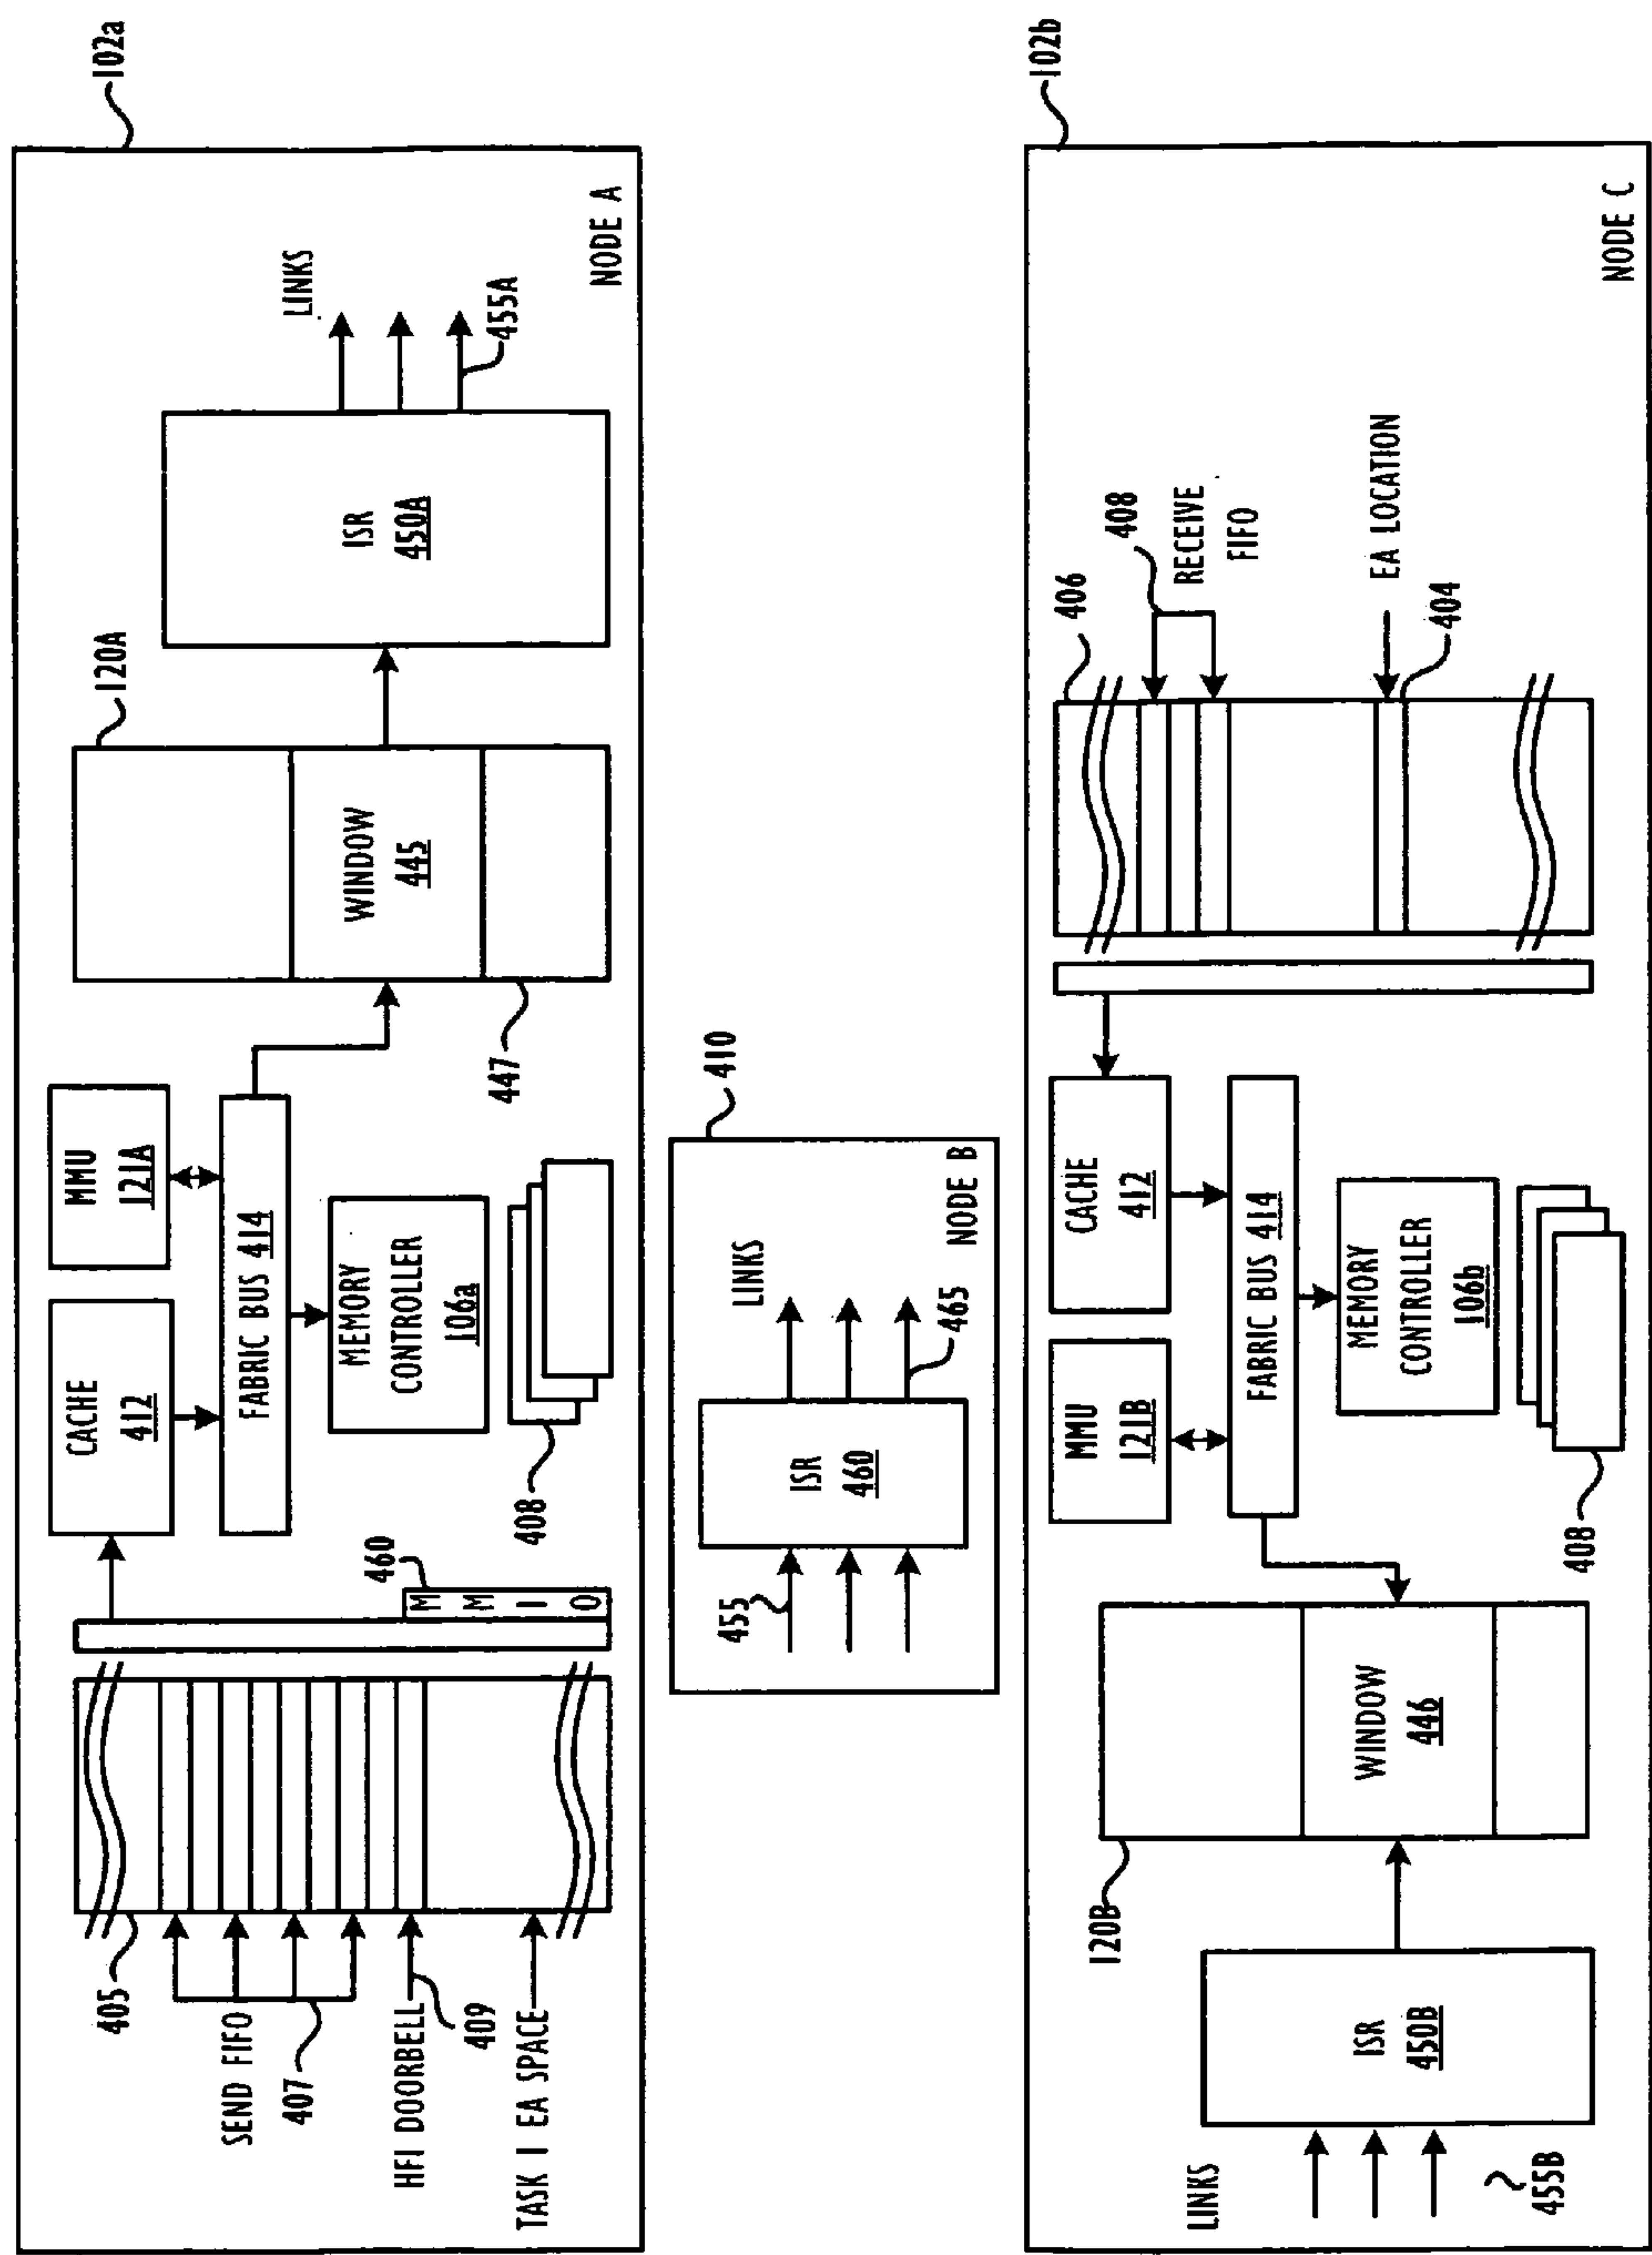 102a
NODE A
405
SEND FIFO
407
HFI DOORBELL
409
TASK 1 EA SPACE
460
M
M
I
O
CACHE
412
MMU
121A
FABRIC BUS 414
MEMORY
CONTROLLER
106a
408
120A
WINDOW
445
447
ISR
450A
LINKS
455A
410
NODE B
455
ISR
460
LINKS
465
102b
NODE C
LINKS
455B
ISR
450B
120B
WINDOW
446
MMU
121B
CACHE
412
FABRIC BUS 414
MEMORY
CONTROLLER
106b
408
406
408
RECEIVE
FIFO
EA LOCATION
404